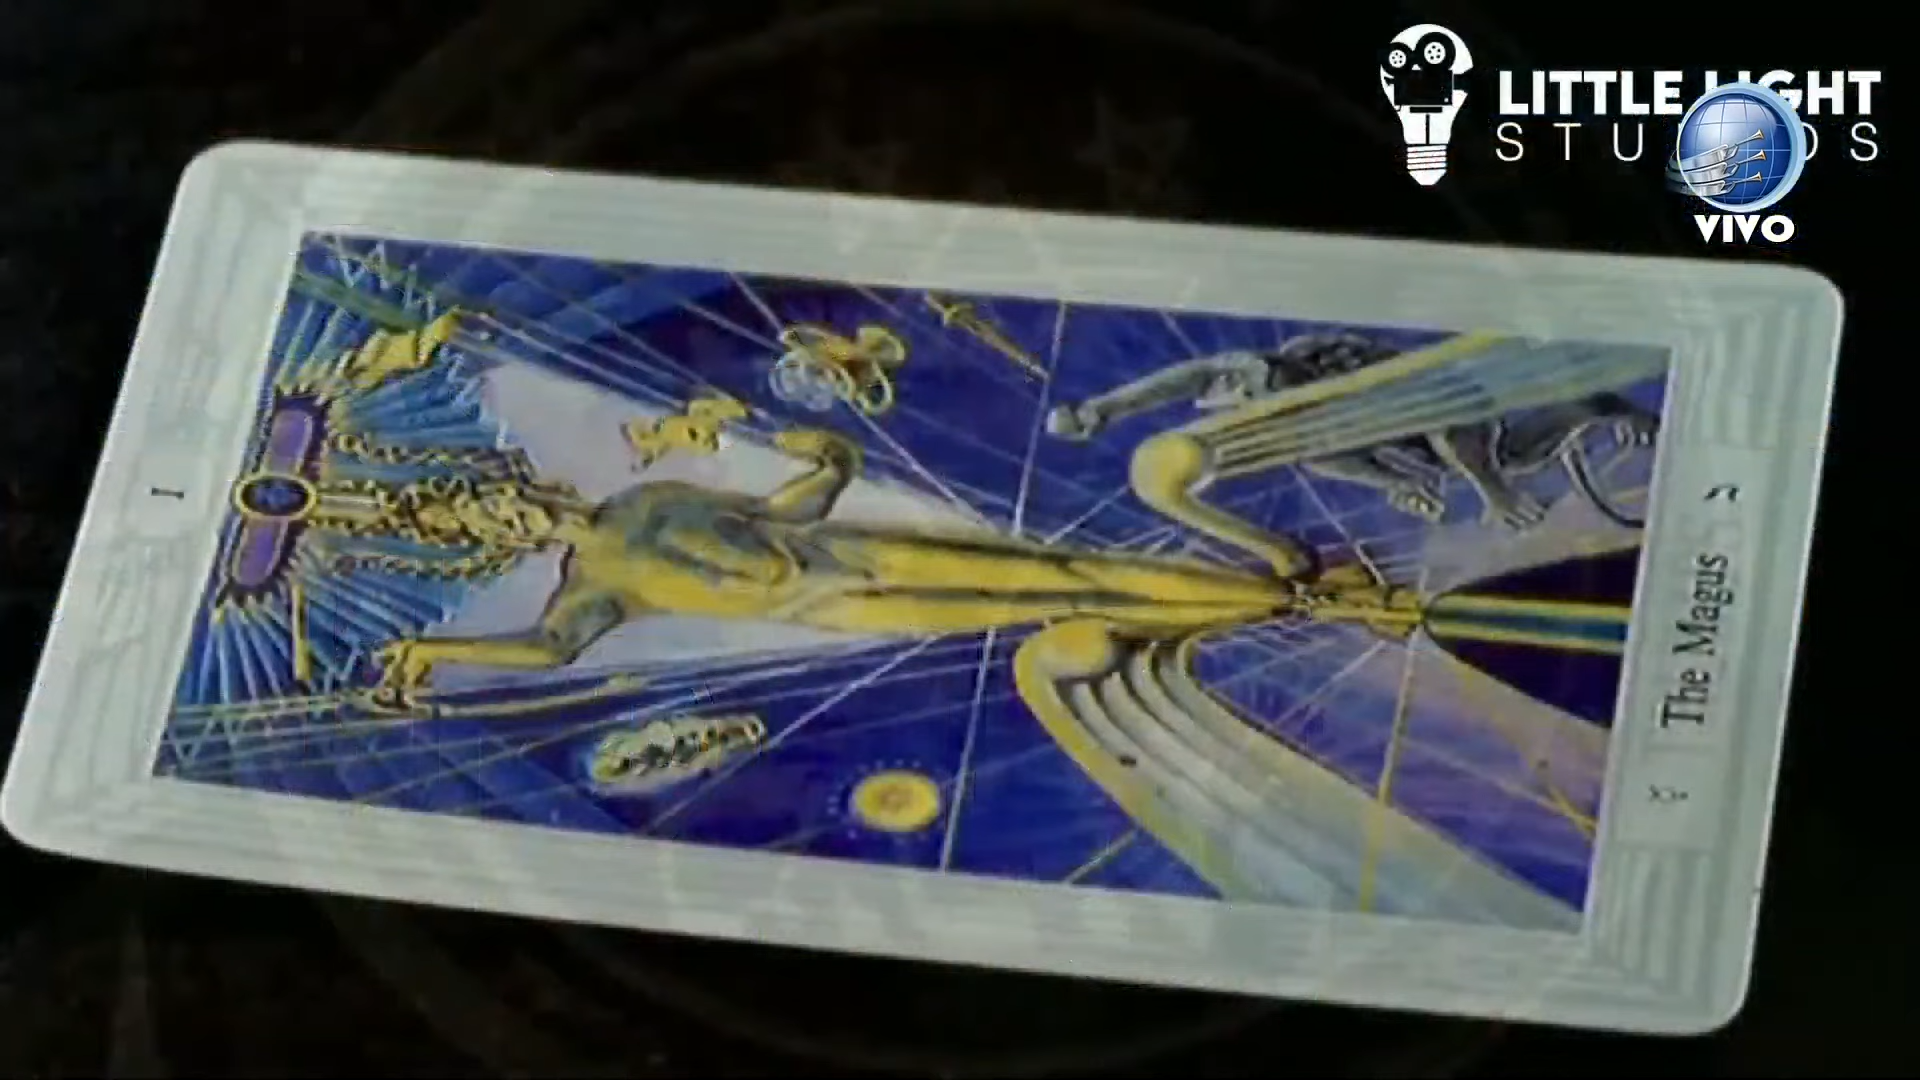 LITTLE LIGHT
STUDIOS
VIVO
I
The Magus